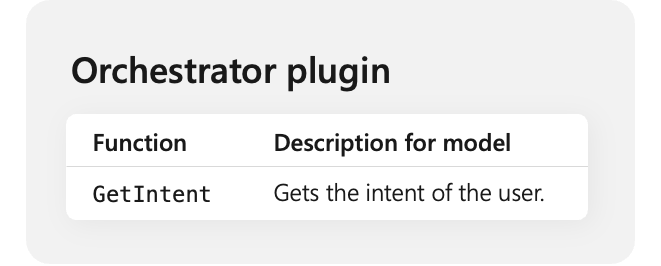 Orchestrator plugin
Function Description for model
GetIntent Gets the intent of the user.